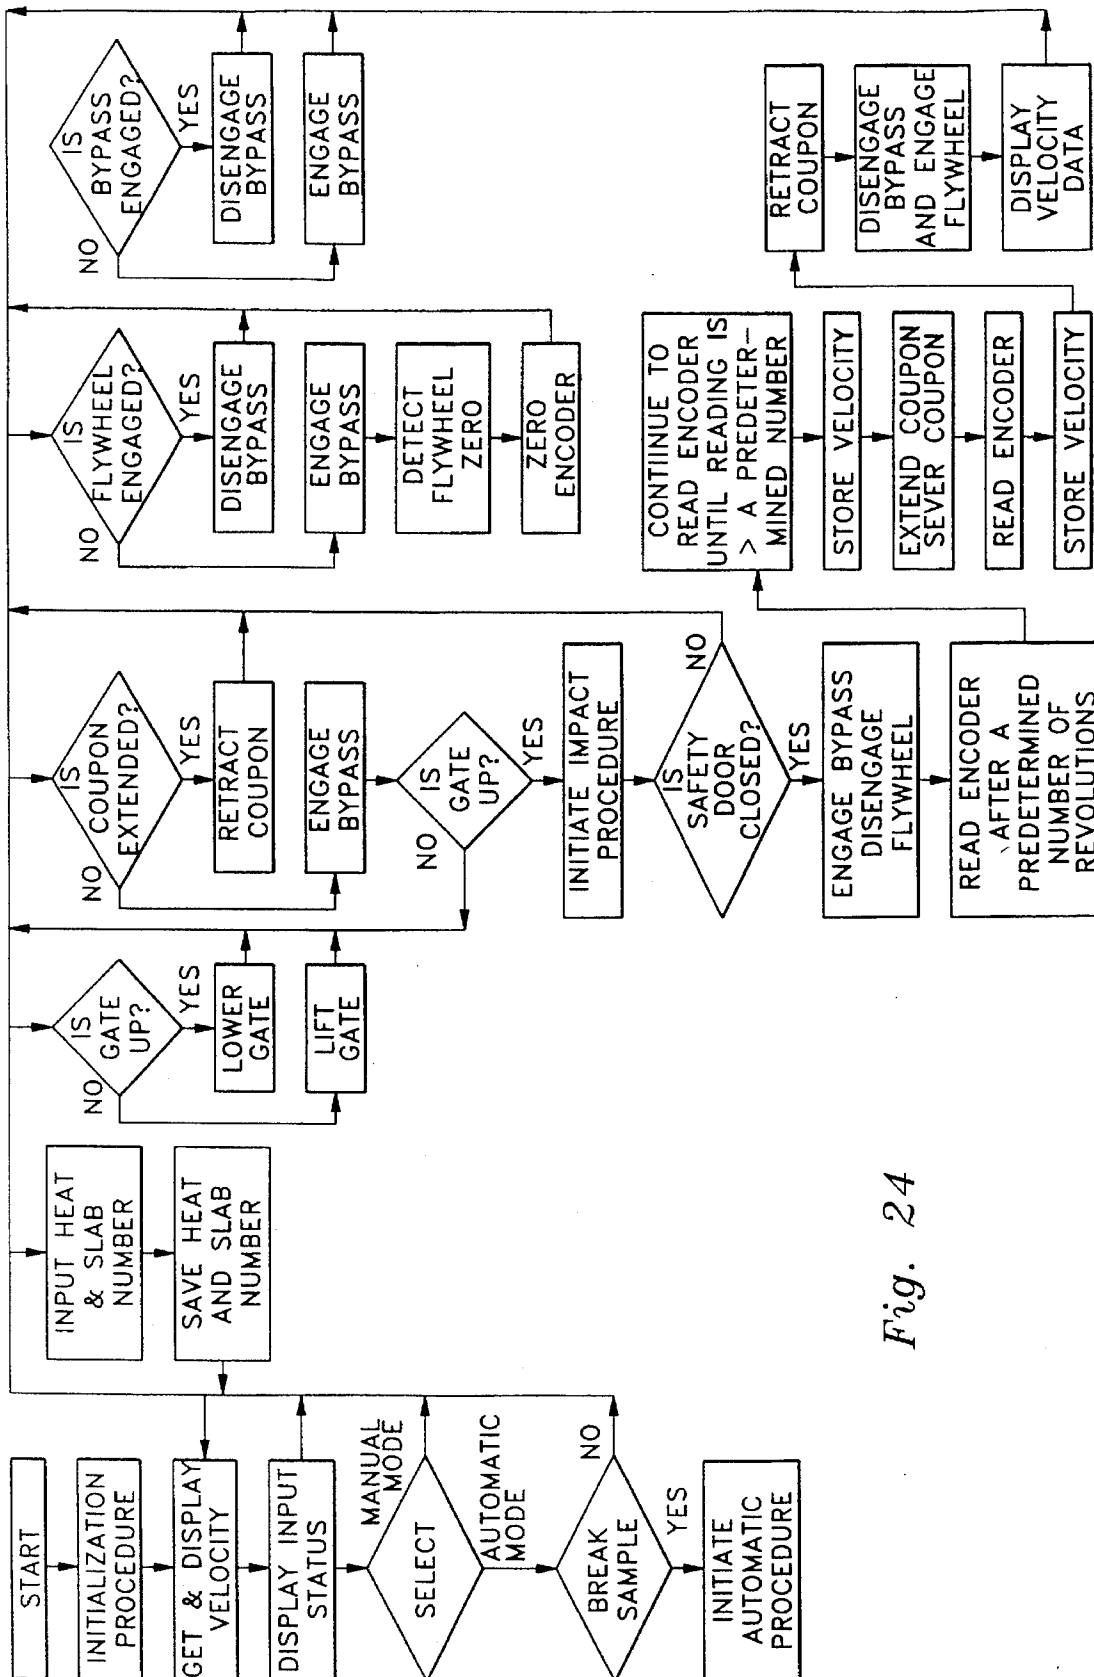 START
INITIALIZATION
PROCEDURE
GET & DISPLAY
VELOCITY
DISPLAY INPUT
STATUS
SELECT
MANUAL
MODE
AUTOMATIC
MODE
BREAK
SAMPLE
NO
YES
INITIATE
AUTOMATIC
PROCEDURE
INPUT HEAT
& SLAB
NUMBER
SAVE HEAT
AND SLAB
NUMBER
IS
GATE
UP?
NO
YES
LOWER
GATE
LIFT
GATE
IS
COUPON
EXTENDED?
NO
YES
RETRACT
COUPON
ENGAGE
BYPASS
IS
GATE
UP?
NO
YES
INITIATE IMPACT
PROCEDURE
IS
SAFETY
DOOR
CLOSED?
NO
YES
ENGAGE BYPASS
DISENGAGE
FLYWHEEL
READ ENCODER
AFTER A
PREDETERMINED
NUMBER OF
REVOLUTIONS
IS
FLYWHEEL
ENGAGED?
NO
YES
DISENGAGE
BYPASS
ENGAGE
BYPASS
DETECT
FLYWHEEL
ZERO
ZERO
ENCODER
CONTIINUE TO
READ ENCODER
UNTIL READING IS
> A PREDETER-
MINED NUMBER
STORE VELOCITY
EXTEND COUPON
SEVER COUPON
READ ENCODER
STORE VELOCITY
IS
BYPASS
ENGAGED?
NO
YES
DISENGAGE
BYPASS
ENGAGE
BYPASS
RETRACT
COUPON
DISENGAGE
BYPASS
AND ENGAGE
FLYWHEEL
DISPLAY
VELOCITY
DATA
Fig. 24